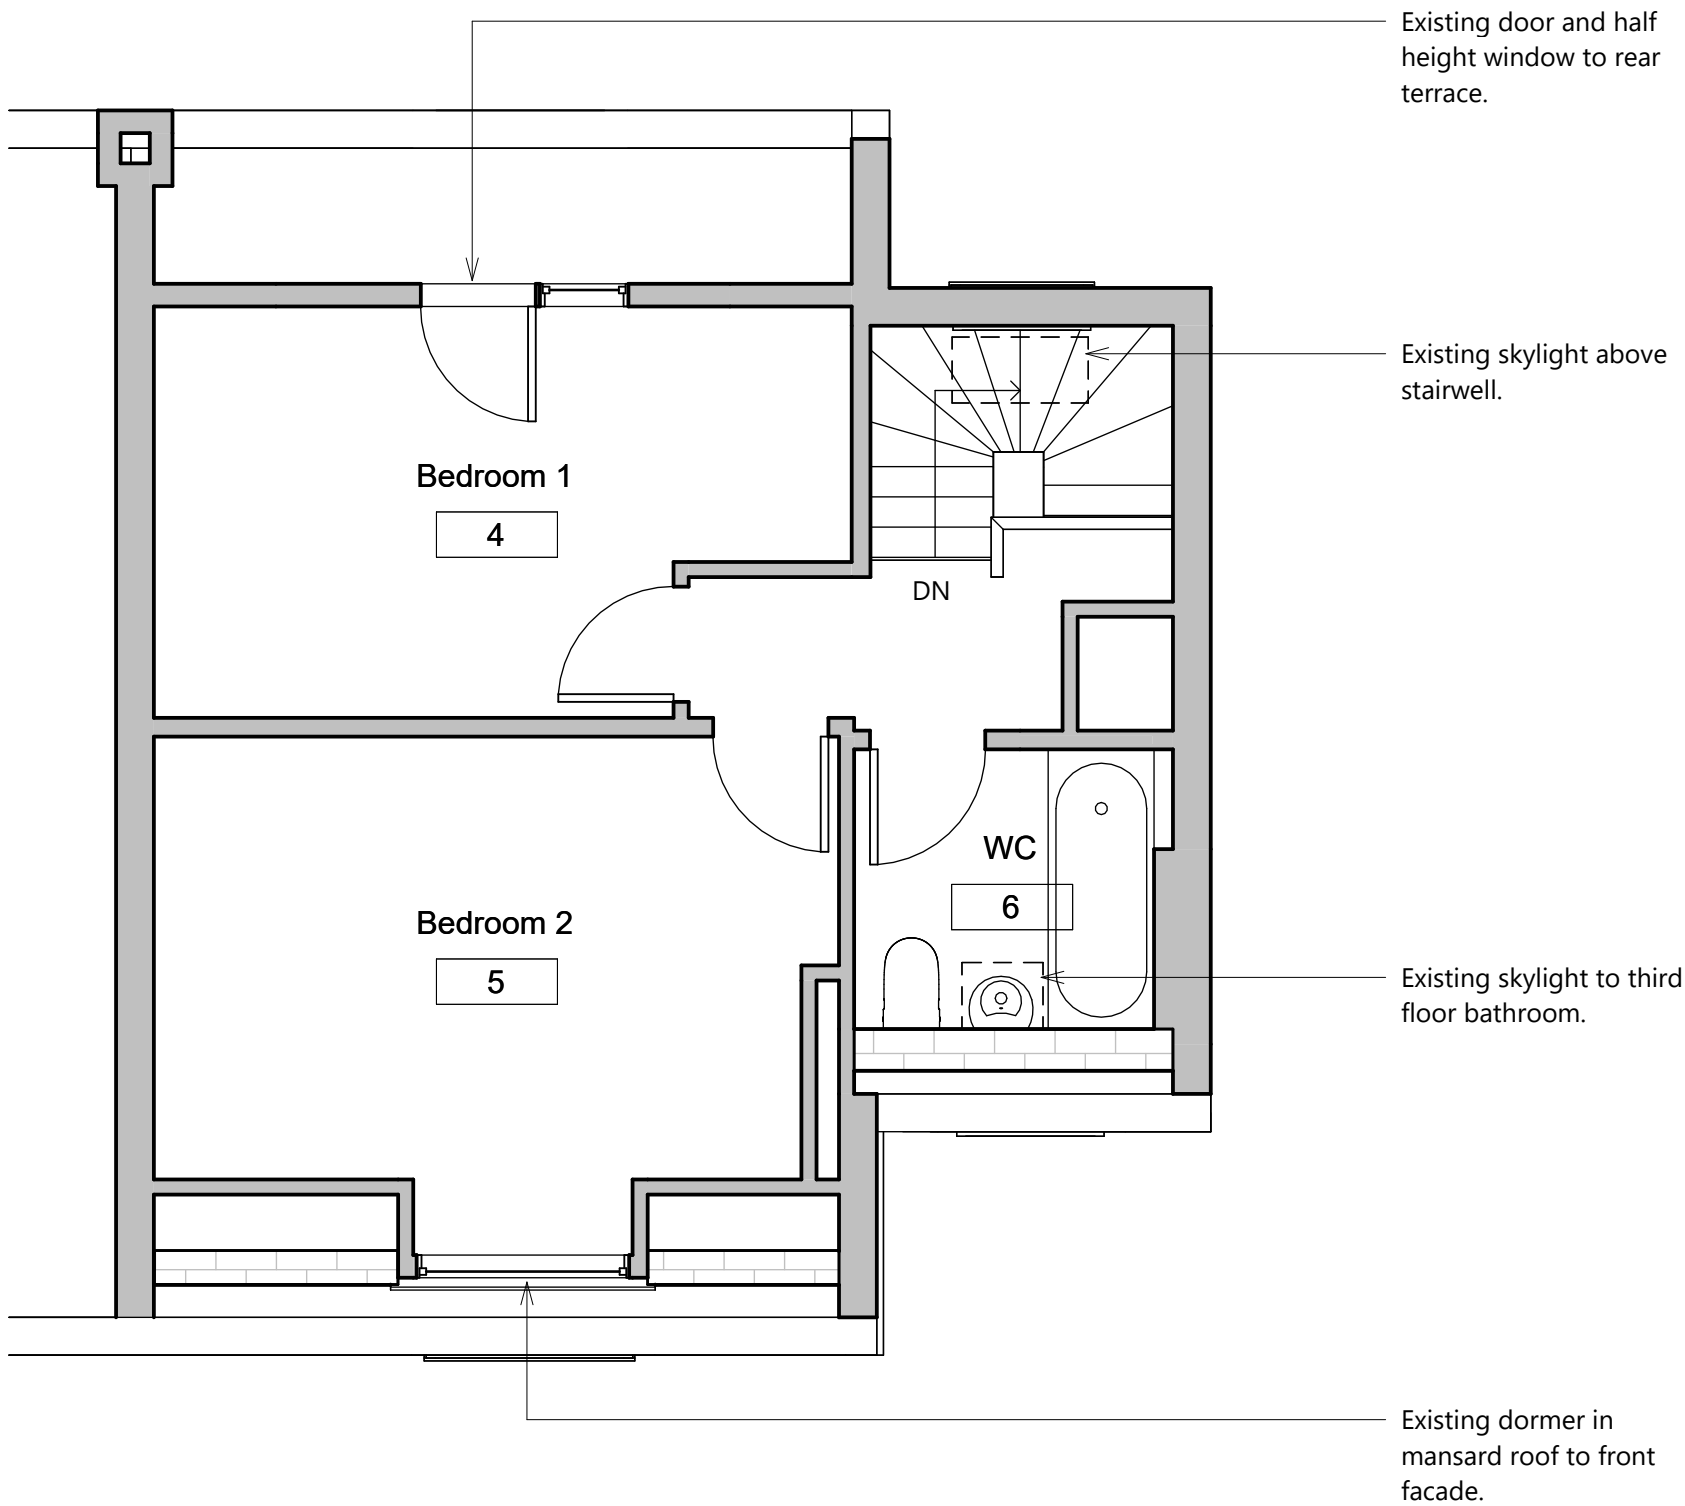 Existing door and half
height window to rear
terrace.
Existing skylight above
stairwell.
Bedroom 1
4
DN
WC
6
Bedroom 2
5
Existing skylight to third
floor bathroom.
Existing dormer in
mansard roof to front
facade.